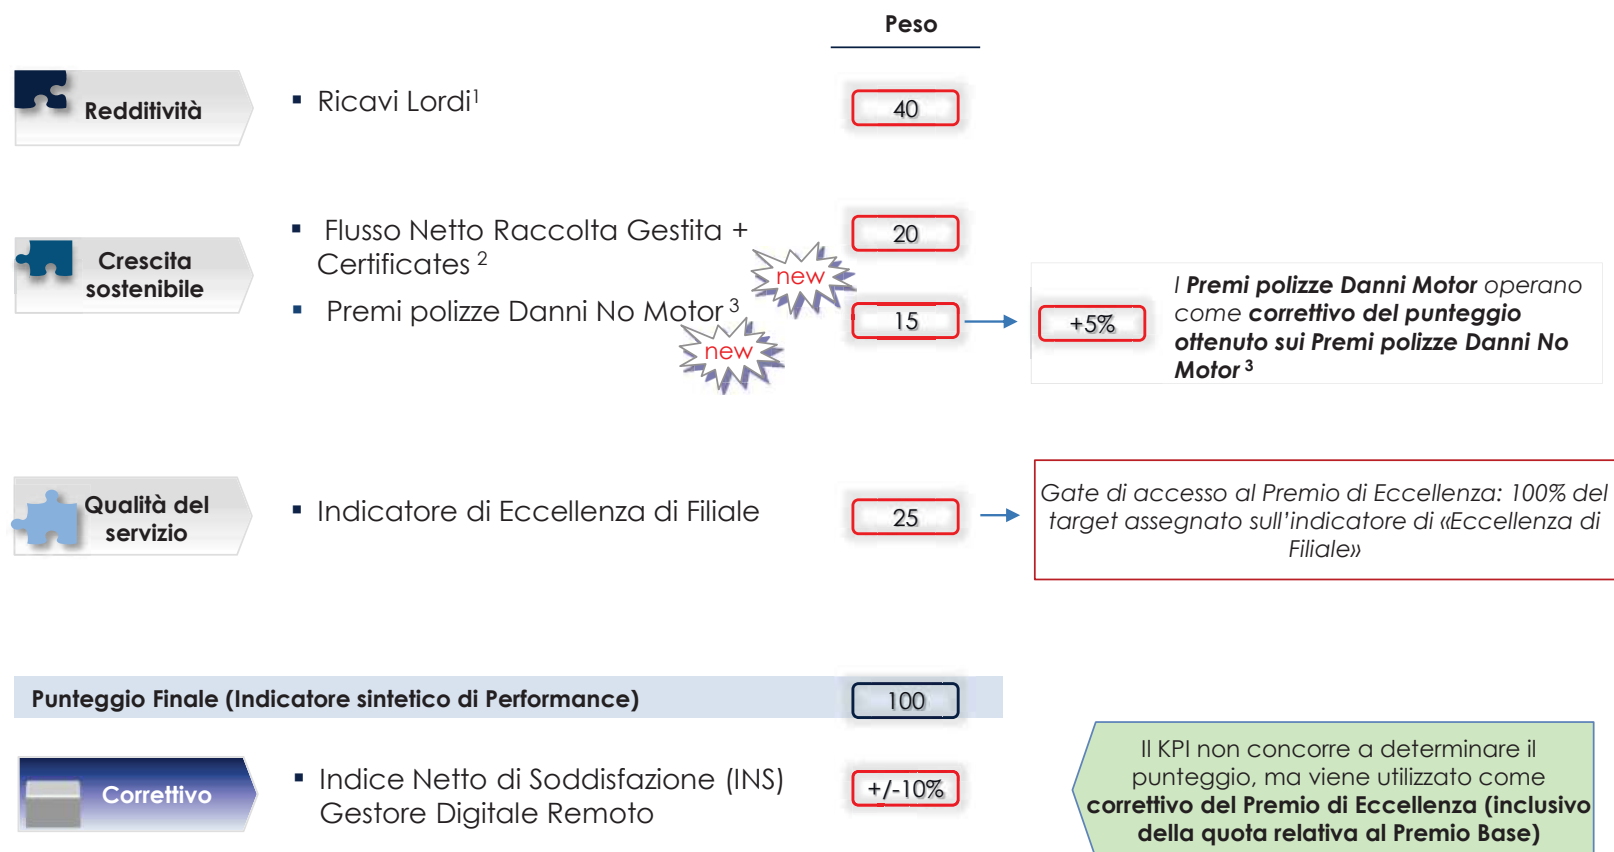 Peso
Redditività
▪ Ricavi Lordi¹
40
Crescita
sostenibile
▪ Flusso Netto Raccolta Gestita +
Certificates ²
20
new
▪ Premi polizze Danni No Motor ³
new
15
+5%
I Premi polizze Danni Motor operano
come correttivo del punteggio
ottenuto sui Premi polizze Danni No
Motor ³
Qualità del
servizio
▪ Indicatore di Eccellenza di Filiale
25
Gate di accesso al Premio di Eccellenza: 100% del
target assegnato sull’indicatore di «Eccellenza di
Filiale»
Punteggio Finale (Indicatore sintetico di Performance)
100
Correttivo
▪ Indice Netto di Soddisfazione (INS)
Gestore Digitale Remoto
+/-10%
Il KPI non concorre a determinare il
punteggio, ma viene utilizzato come
correttivo del Premio di Eccellenza (inclusivo
della quota relativa al Premio Base)